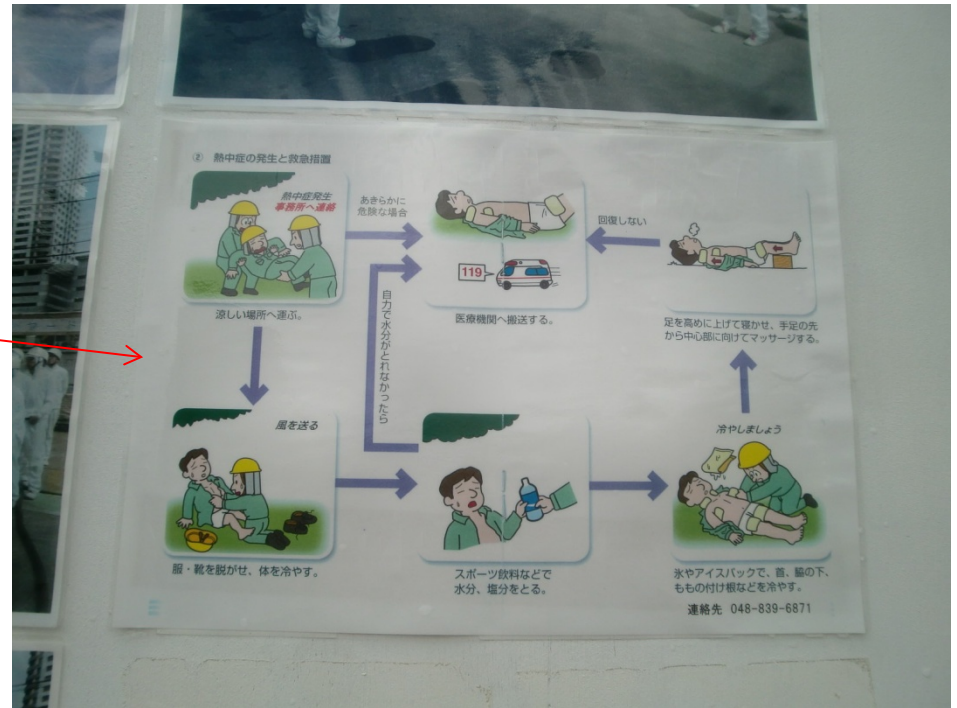 ② 熱中症の発生と救急措置
熱中症発生
事務所へ連絡
涼しい場所へ運ぶ。
あきらかに
危険な場合
119
医療機関へ搬送する。
回復しない
足を高めに上げて寝かせ、手足の先
から中心部に向けてマッサージする。
自力で水分がとれなかったら
風を送る
服・靴を脱がせ、体を冷やす。
スポーツ飲料などで
水分、塩分をとる。
冷やしましょう
氷やアイスパックで、首、脇の下、
ももの付け根などを冷やす。
連絡先 048-839-6871